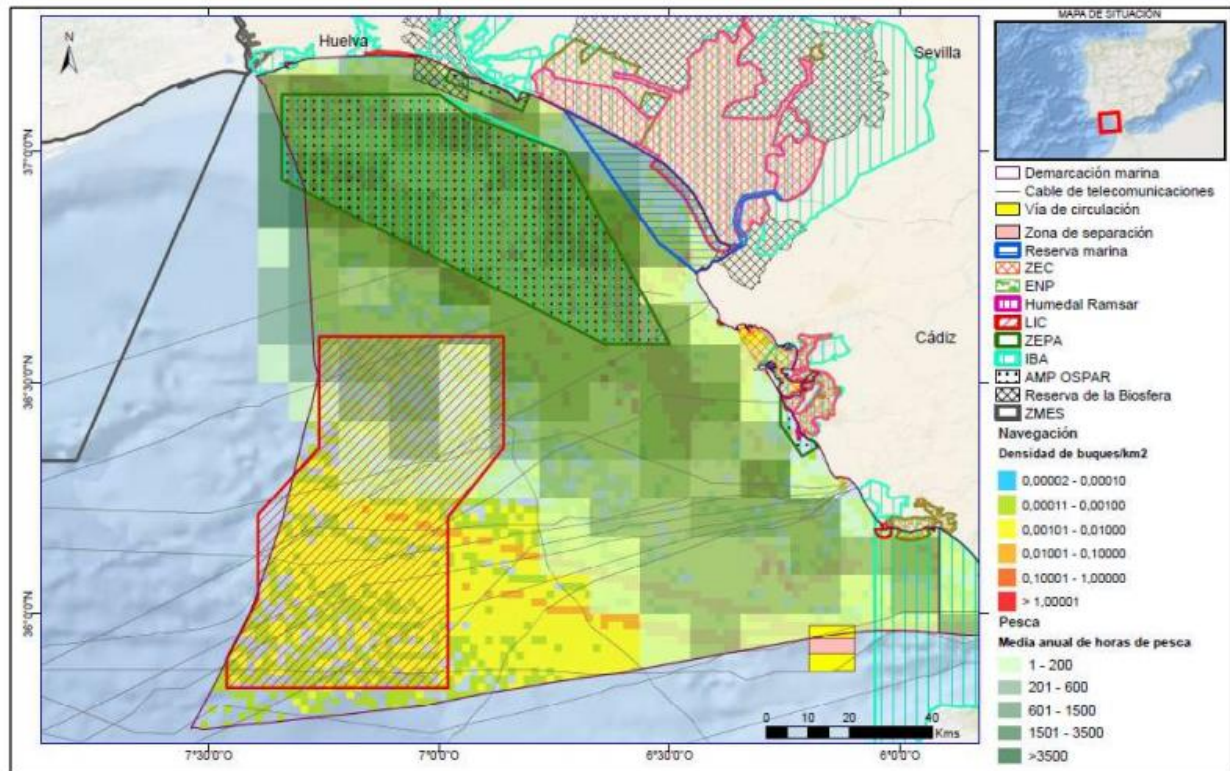 MAPA DE SITUACIÓN
N
Huelva
Sevilla
Cádiz
37°0'0"N
36°30'0"N
36°0'0"N
7°30'0"O
7°0'0"O
6°30'0"O
6°0'0"O
0 5 10 20 30 40
Kms
Demarcación marina
Cable de telecomunicaciones
Vía de circulación
Zona de separación
Reserva marina
ZEC
ENP
Humedal Ramsar
LIC
ZEPA
IBA
AMP OSPAR
Reserva de la Biosfera
ZMES
Navegación
Densidad de buques/km2
0,00002 - 0,00010
0,00011 - 0,00100
0,00101 - 0,01000
0,01001 - 0,10000
0,10001 - 1,00000
> 1,00001
Pesca
Media anual de horas de pesca
1 - 200
201 - 600
601 - 1500
1501 - 3500
>3500